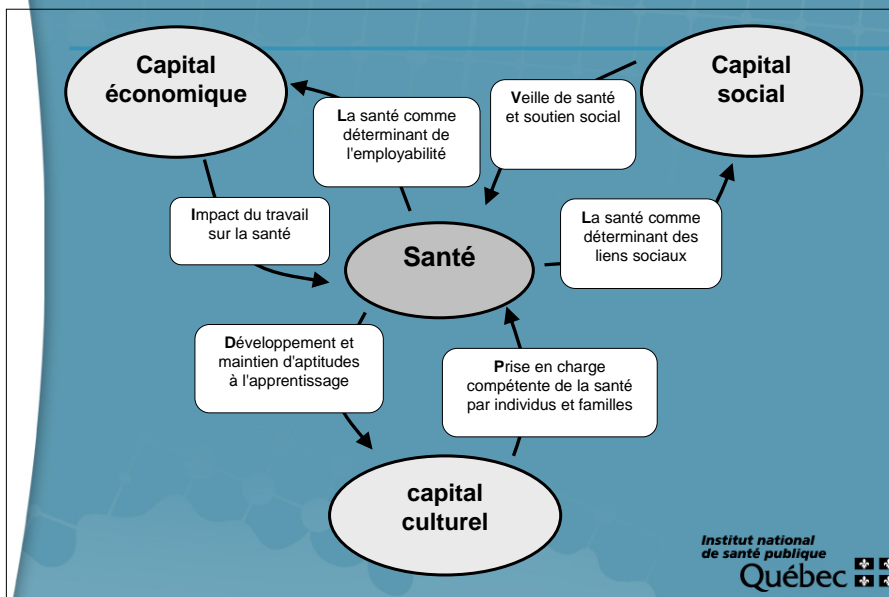 Capital
économique
Capital
social
La santé comme
déterminant de
l'employabilité
Veille de santé
et soutien social
Impact du travail
sur la santé
Santé
La santé comme
déterminant des
liens sociaux
Développement et
maintien d'aptitudes
à l'apprentissage
Prise en charge
compétente de la santé
par individus et familles
capital
culturel
Institut national
de santé publique
Québec